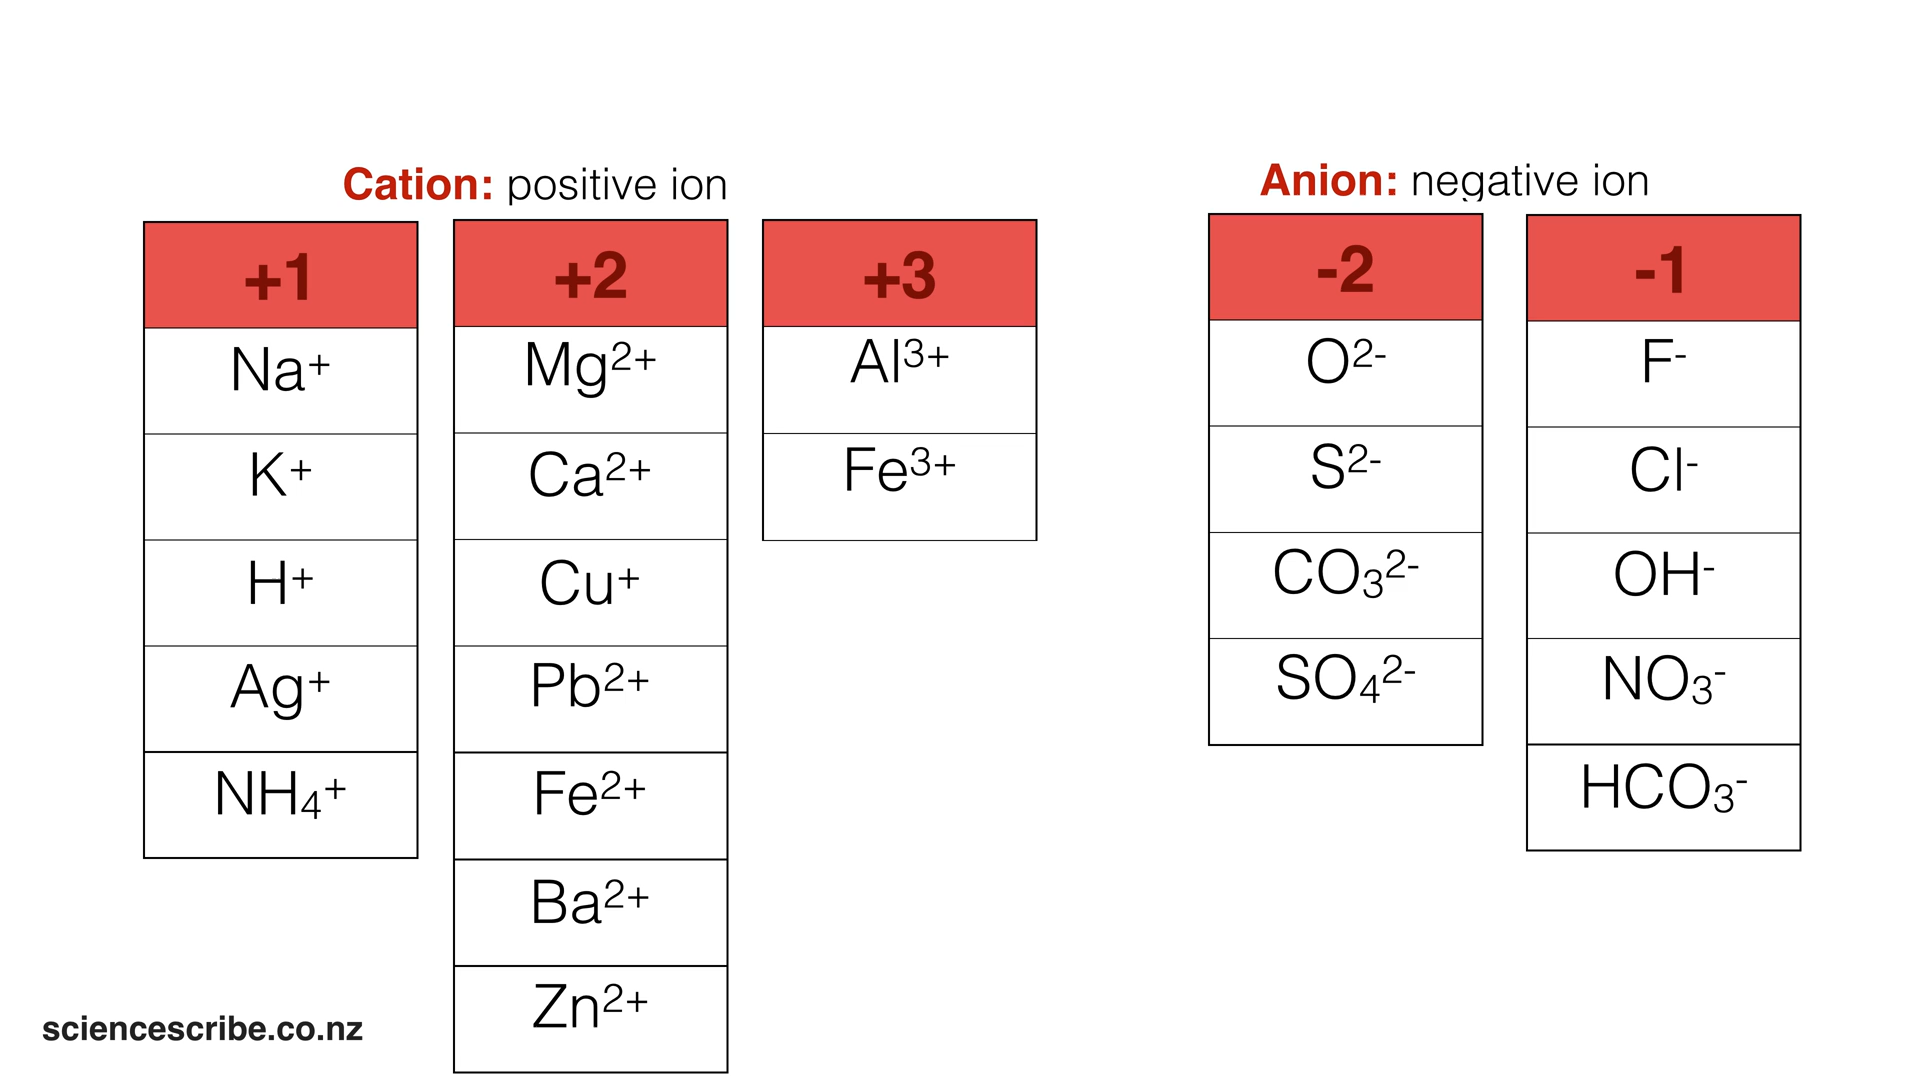 Cation: positive ion
+1
Na⁺
K⁺
H⁺
Ag⁺
NH₄⁺
+2
Mg²⁺
Ca²⁺
Cu⁺
Pb²⁺
Fe²⁺
Ba²⁺
Zn²⁺
+3
Al³⁺
Fe³⁺
Anion: negative ion
-2
O²⁻
S²⁻
CO₃²⁻
SO₄²⁻
-1
F⁻
Cl⁻
OH⁻
NO₃⁻
HCO₃⁻
sciencescribe.co.nz